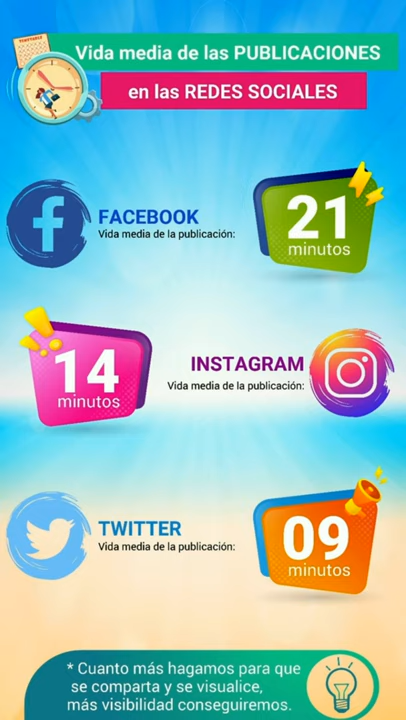 Vida media de las PUBLICACIONES
en las REDES SOCIALES
FACEBOOK
Vida media de la publicación:
21
minutos
14
minutos
INSTAGRAM
Vida media de la publicación:
TWITTER
Vida media de la publicación:
09
minutos
* Cuanto más hagamos para que
se comparta y se visualice,
más visibilidad conseguiremos.